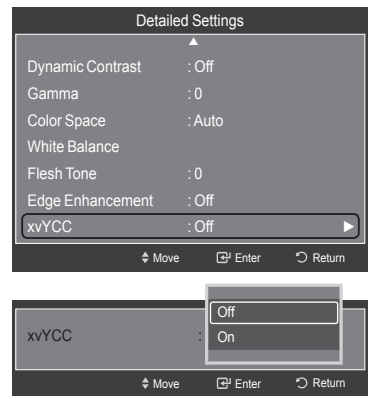 Detailed Settings
Dynamic Contrast : Off
Gamma : 0
Color Space : Auto
White Balance
Flesh Tone : 0
Edge Enhancement : Off
xvYCC : Off
Move Enter Return
Off
xvYCC : On
Move Enter Return